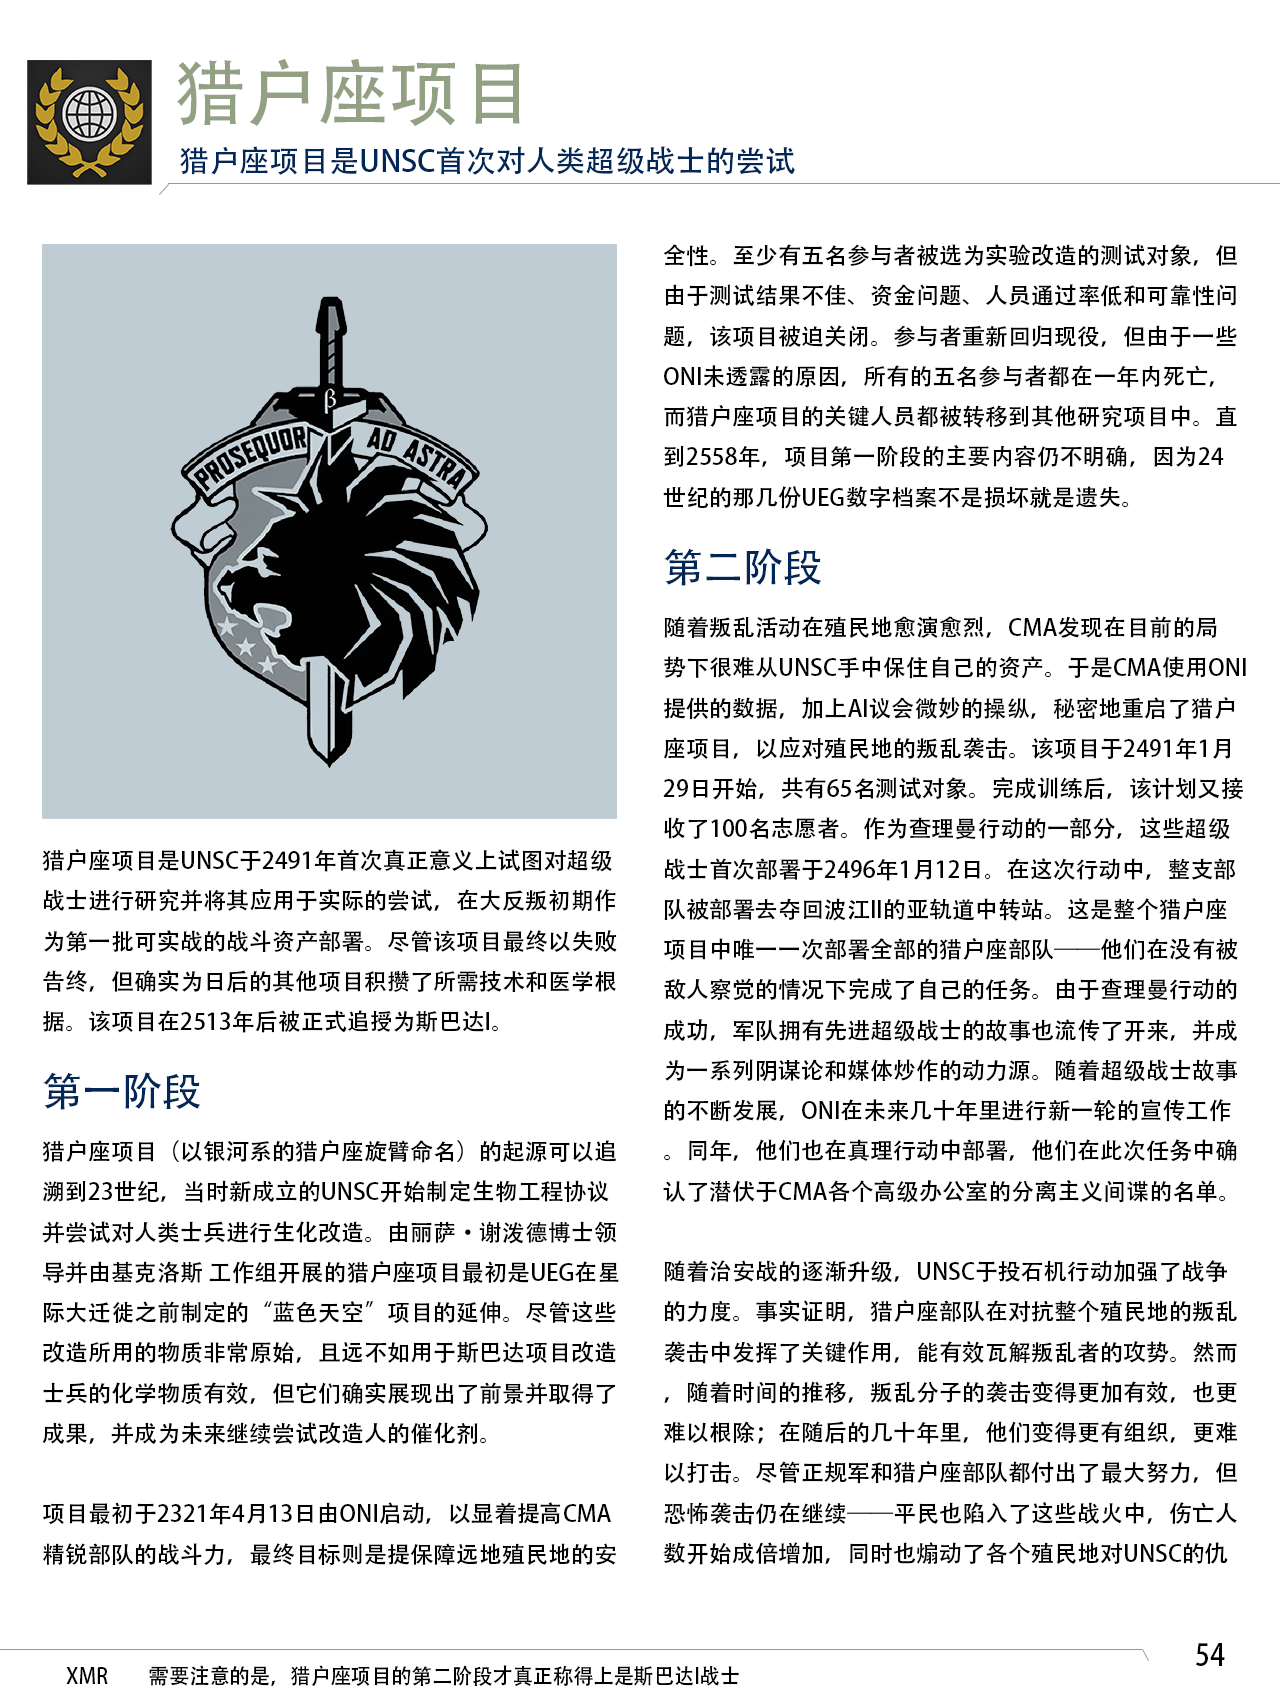 猎户座项目
猎户座项目是UNSC首次对人类超级战士的尝试
β
PROSEQUOR AD ASTRA
猎户座项目是UNSC于2491年首次真正意义上试图对超级
战士进行研究并将其应用于实际的尝试，在大反叛初期作
为第一批可实战的战斗资产部署。尽管该项目最终以失败
告终，但确实为日后的其他项目积攒了所需技术和医学根
据。该项目在2513年后被正式追授为斯巴达I。
第一阶段
猎户座项目（以银河系的猎户座旋臂命名）的起源可以追
溯到23世纪，当时新成立的UNSC开始制定生物工程协议
并尝试对人类士兵进行生化改造。由丽萨·谢泼德博士领
导并由基克洛斯 工作组开展的猎户座项目最初是UEG在星
际大迁徙之前制定的“蓝色天空”项目的延伸。尽管这些
改造所用的物质非常原始，且远不如用于斯巴达项目改造
士兵的化学物质有效，但它们确实展现出了前景并取得了
成果，并成为未来继续尝试改造人的催化剂。
项目最初于2321年4月13日由ONI启动，以显着提高CMA
精锐部队的战斗力，最终目标则是提保障远地殖民地的安
全性。至少有五名参与者被选为实验改造的测试对象，但
由于测试结果不佳、资金问题、人员通过率低和可靠性问
题，该项目被迫关闭。参与者重新回归现役，但由于一些
ONI未透露的原因，所有的五名参与者都在一年内死亡，
而猎户座项目的关键人员都被转移到其他研究项目中。直
到2558年，项目第一阶段的主要内容仍不明确，因为24
世纪的那几份UEG数字档案不是损坏就是遗失。
第二阶段
随着叛乱活动在殖民地愈演愈烈，CMA发现在目前的局
势下很难从UNSC手中保住自己的资产。于是CMA使用ONI
提供的数据，加上AI议会微妙的操纵，秘密地重启了猎户
座项目，以应对殖民地的叛乱袭击。该项目于2491年1月
29日开始，共有65名测试对象。完成训练后，该计划又接
收了100名志愿者。作为查理曼行动的一部分，这些超级
战士首次部署于2496年1月12日。在这次行动中，整支部
队被部署去夺回波江II的亚轨道中转站。这是整个猎户座
项目中唯一一次部署全部的猎户座部队——他们在没有被
敌人察觉的情况下完成了自己的任务。由于查理曼行动的
成功，军队拥有先进超级战士的故事也流传了开来，并成
为一系列阴谋论和媒体炒作的动力源。随着超级战士故事
的不断发展，ONI在未来几十年里进行新一轮的宣传工作
。同年，他们也在真理行动中部署，他们在此次任务中确
认了潜伏于CMA各个高级办公室的分离主义间谍的名单。
随着治安战的逐渐升级，UNSC于投石机行动加强了战争
的力度。事实证明，猎户座部队在对抗整个殖民地的叛乱
袭击中发挥了关键作用，能有效瓦解叛乱者的攻势。然而
，随着时间的推移，叛乱分子的袭击变得更加有效，也更
难以根除；在随后的几十年里，他们变得更有组织，更难
以打击。尽管正规军和猎户座部队都付出了最大努力，但
恐怖袭击仍在继续——平民也陷入了这些战火中，伤亡人
数开始成倍增加，同时也煽动了各个殖民地对UNSC的仇
54
XMR 需要注意的是，猎户座项目的第二阶段才真正称得上是斯巴达I战士